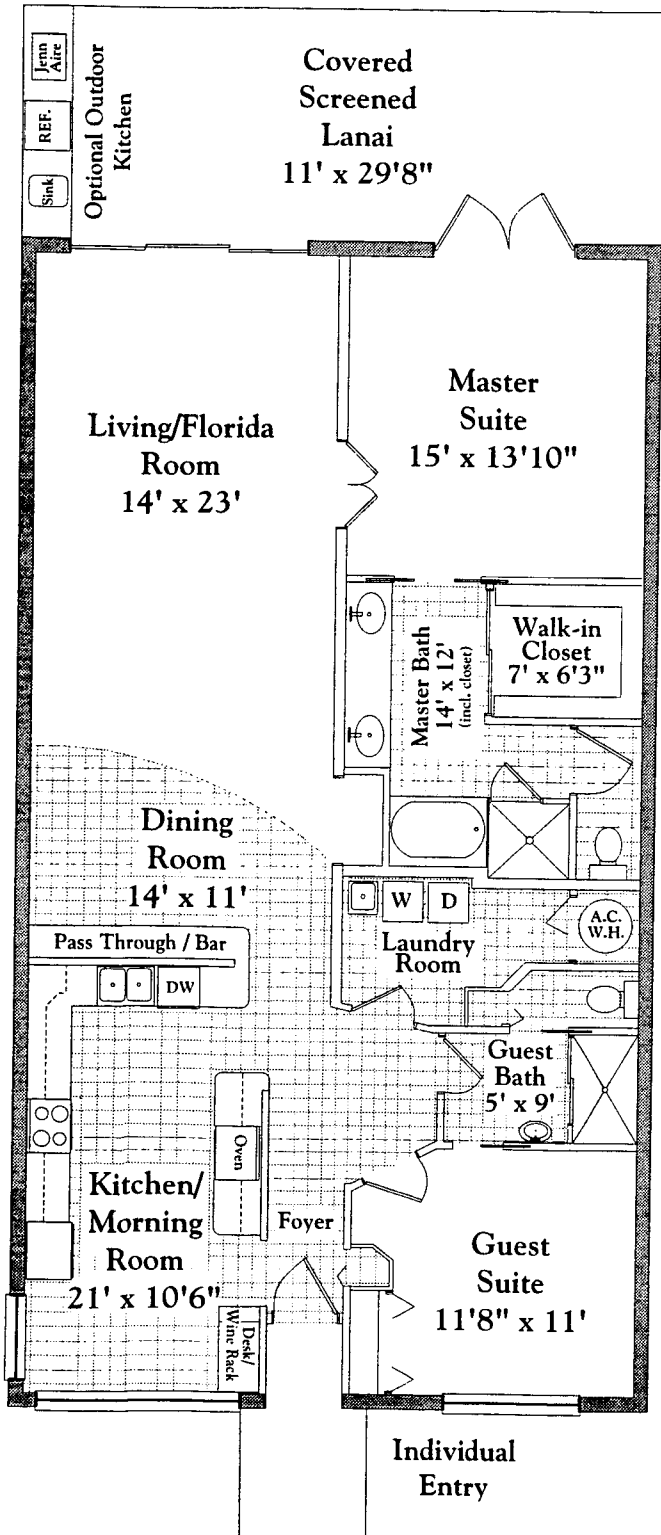 Jenn
Aire
REF.
Sink
Optional Outdoor
Kitchen
Covered
Screened
Lanai
11' x 29'8"
Living/Florida
Room
14' x 23'
Master
Suite
15' x 13'10"
Master Bath
14' x 12'
(incl. closet)
Walk-in
Closet
7' x 6'3"
Dining
Room
14' x 11'
Pass Through / Bar
DW
W
D
Laundry
Room
A.C.
W.H.
Guest
Bath
5' x 9'
Oven
Kitchen/
Morning
Room
21' x 10'6"
Foyer
Desk/
Wine Rack
Guest
Suite
11'8" x 11'
Individual
Entry